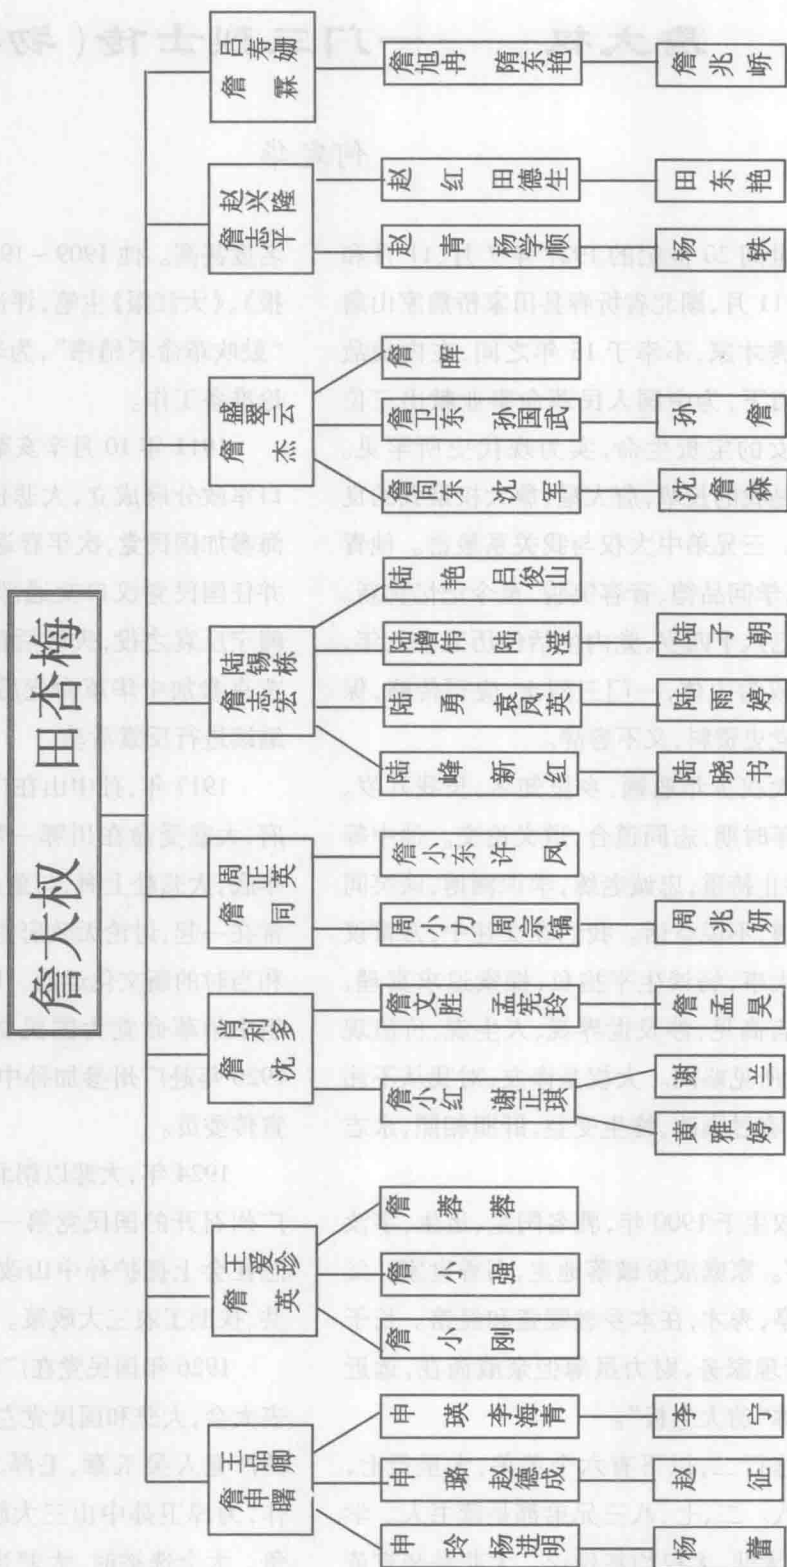 詹大权 田杏梅
詹申曙 王品卿
詹英 王爱珍
詹沈 肖利多
詹同 周正英
詹志宏 陆锡栋
詹杰 盛翠云
詹志平 赵兴隆
詹霖 吕寿姗
申玲 杨进明
申璐 赵德成
申瑛 李海青
詹小刚
詹小强
詹蓉蓉
詹小红 谢正琪
詹文胜 孟宪玲
周小力 周宗镐
詹小东 许凤
陆峰 新红
陆勇 袁凤英
陆增伟 陆滢
陆艳 吕俊山
詹向东 沈军
詹卫东 孙国武
詹晖
赵青 杨学顺
赵红 田德生
詹旭冉 隋东艳
杨黄
赵征
李宁
黄雅婷
谢兰
詹孟昊
周兆妍
陆晓书
陆雨婷
陆子朝
沈詹森
孙詹
杨轶
田东艳
詹兆峤